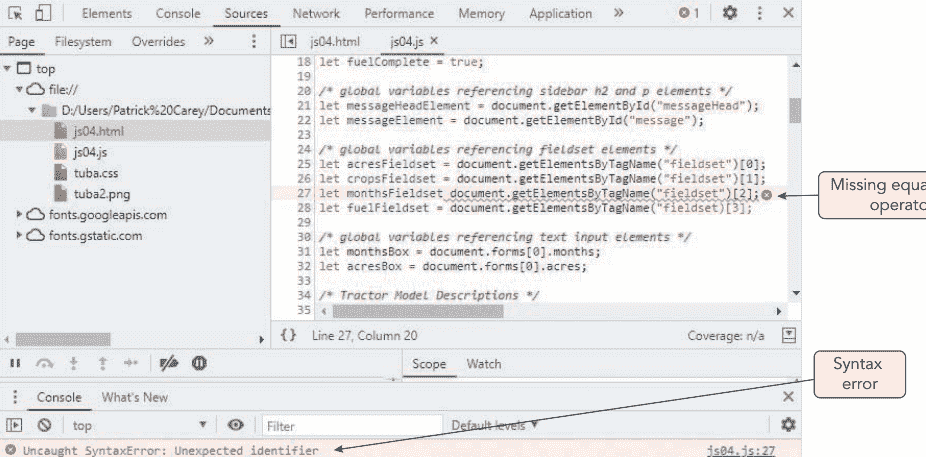 Elements Console Sources Network Performance Memory Application » 1
Page Filesystem Overrides » js04.html js04.js ×
top
file://
D:/Users/Patrick%20Carey/Documents
js04.html
js04.js
tuba.css
tuba2.png
fonts.googleapis.com
fonts.gstatic.com
18 let fuelComplete = true;
19
20 /* global variables referencing sidebar h2 and p elements */
21 let messageHeadElement = document.getElementById("messageHead");
22 let messageElement = document.getElementById("message");
23
24 /* global variables referencing fieldset elements */
25 let acresFieldset = document.getElementsByTagName("fieldset")[0];
26 let cropsFieldset = document.getElementsByTagName("fieldset")[1];
27 let monthsFieldset document.getElementsByTagName("fieldset")[2];
28 let fuelFieldset = document.getElementsByTagName("fieldset)[3];
29
30 /* global variables referencing text input elements */
31 let monthsBox = document.forms[0].months;
32 let acresBox = document.forms[0].acres;
33
34 /* Tractor Model Descriptions */
35
Missing equa
operato
{} Line 27, Column 20 Coverage: n/a
Scope Watch
Syntax
error
Console What's New
top Filter Default levels
Uncaught SyntaxError: Unexpected identifier js04.js:27